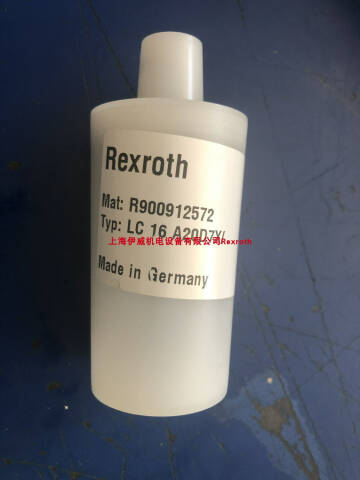 Rexroth
Mat: R900912572
Typ: LC 16 A20D7X/
上海伊威机电设备有限公司Rexroth
Made in Germany